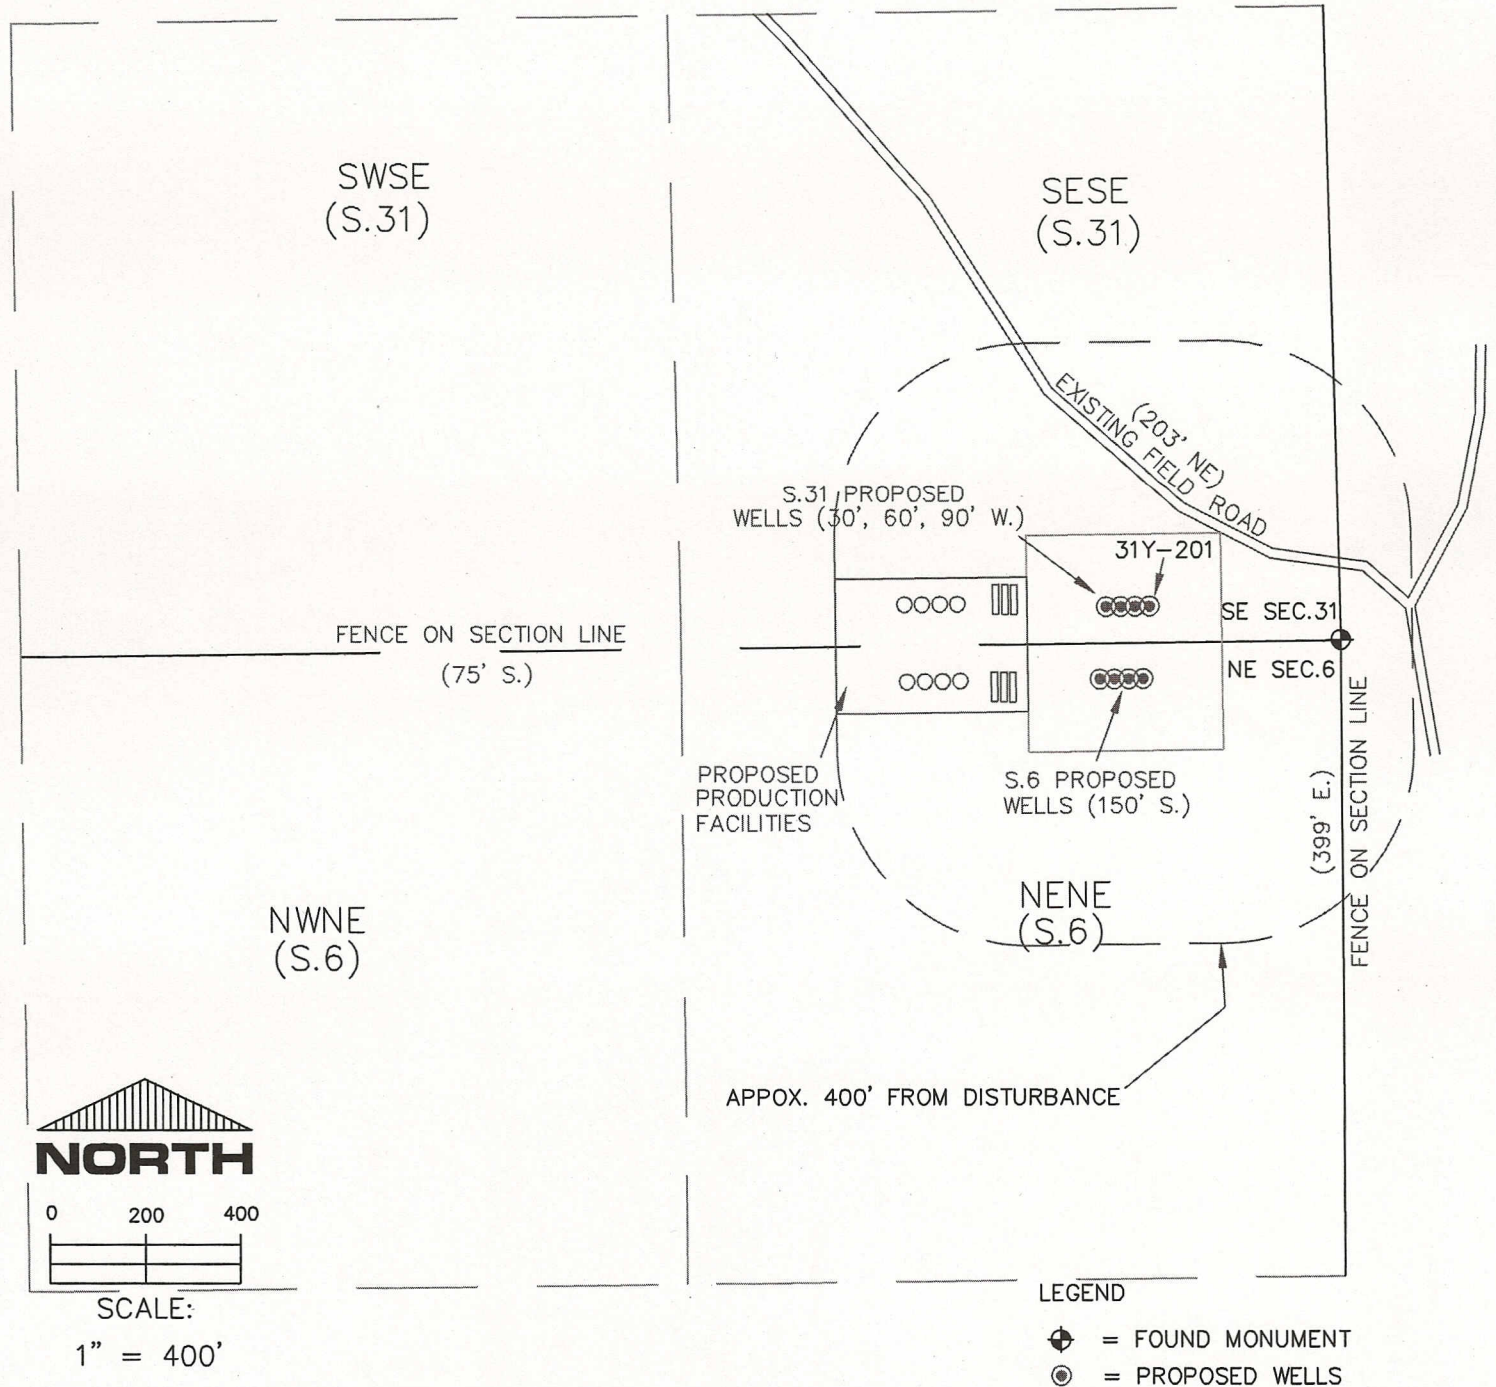 SWSE
(S.31)
SESE
(S.31)
(203' NE)
EXISTING FIELD ROAD
S.31 PROPOSED
WELLS (30', 60', 90' W.)
31Y-201
SE SEC.31
FENCE ON SECTION LINE
(75' S.)
NE SEC.6
PROPOSED
PRODUCTION
FACILITIES
S.6 PROPOSED
WELLS (150' S.)
(399' E.)
FENCE ON SECTION LINE
NENE
(S.6)
NWNE
(S.6)
APPOX. 400' FROM DISTURBANCE
NORTH
0 200 400
SCALE:
1" = 400'
LEGEND
= FOUND MONUMENT
= PROPOSED WELLS